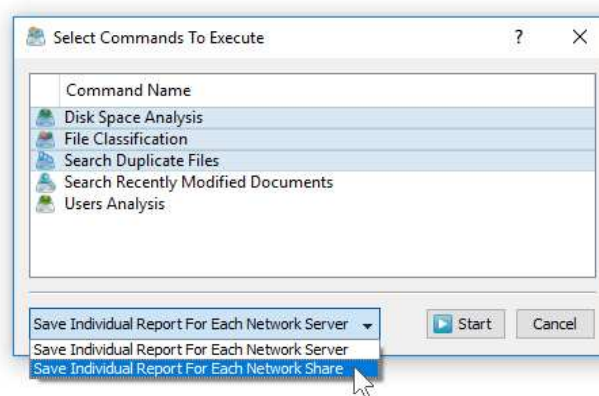 Select Commands To Execute ?
Command Name
Disk Space Analysis
File Classification
Search Duplicate Files
Search Recently Modified Documents
Users Analysis
Save Individual Report For Each Network Server
Start
Cancel
Save Individual Report For Each Network Server
Save Individual Report For Each Network Share